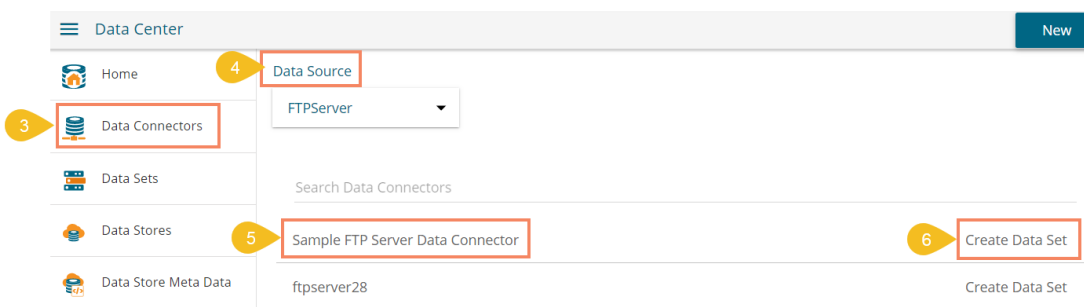 Data Center
New
Home
4
Data Source
FTPServer
3
Data Connectors
Data Sets
Search Data Connectors
Data Stores
5
Sample FTP Server Data Connector
6
Create Data Set
Data Store Meta Data
ftpserver28
Create Data Set